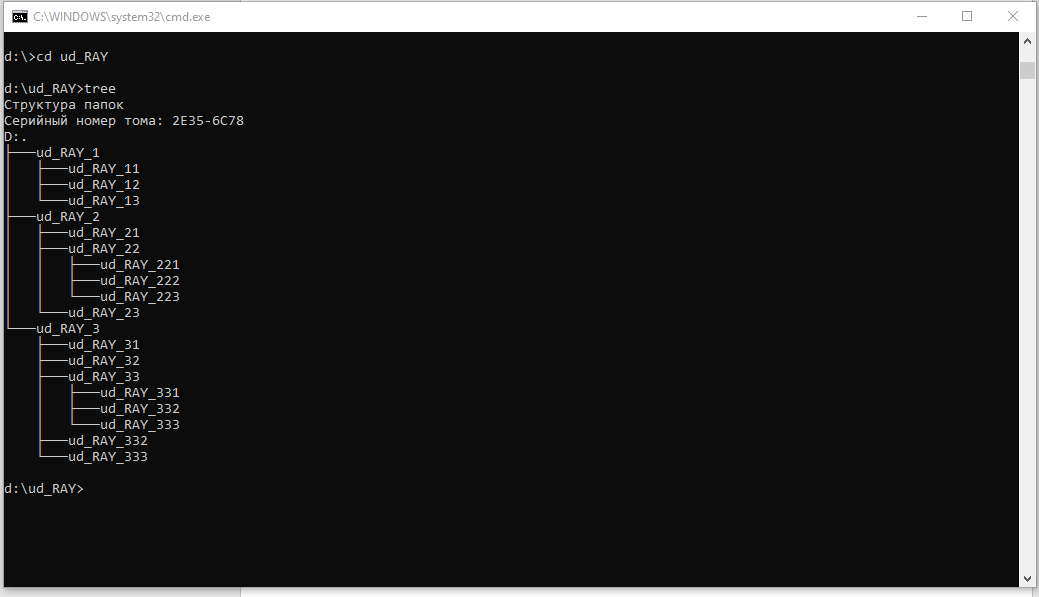 C:\WINDOWS\system32\cmd.exe
d:\>cd ud_RAY
d:\ud_RAY>tree
Структура папок
Серийный номер тома: 2E35-6C78
D:.
├───ud_RAY_1
│   ├───ud_RAY_11
│   ├───ud_RAY_12
│   └───ud_RAY_13
├───ud_RAY_2
│   ├───ud_RAY_21
│   ├───ud_RAY_22
│   │   ├───ud_RAY_221
│   │   ├───ud_RAY_222
│   │   └───ud_RAY_223
│   └───ud_RAY_23
└───ud_RAY_3
    ├───ud_RAY_31
    ├───ud_RAY_32
    ├───ud_RAY_33
    │   ├───ud_RAY_331
    │   ├───ud_RAY_332
    │   └───ud_RAY_333
    ├───ud_RAY_332
    └───ud_RAY_333
d:\ud_RAY>